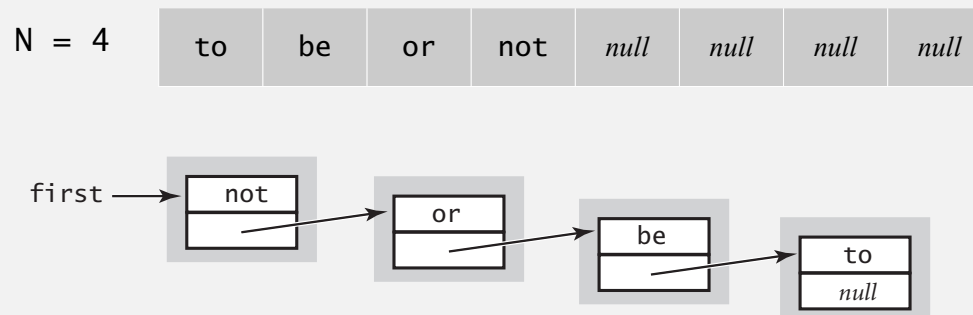 N = 4 to be or not null null null null
first not
or
be
to
null